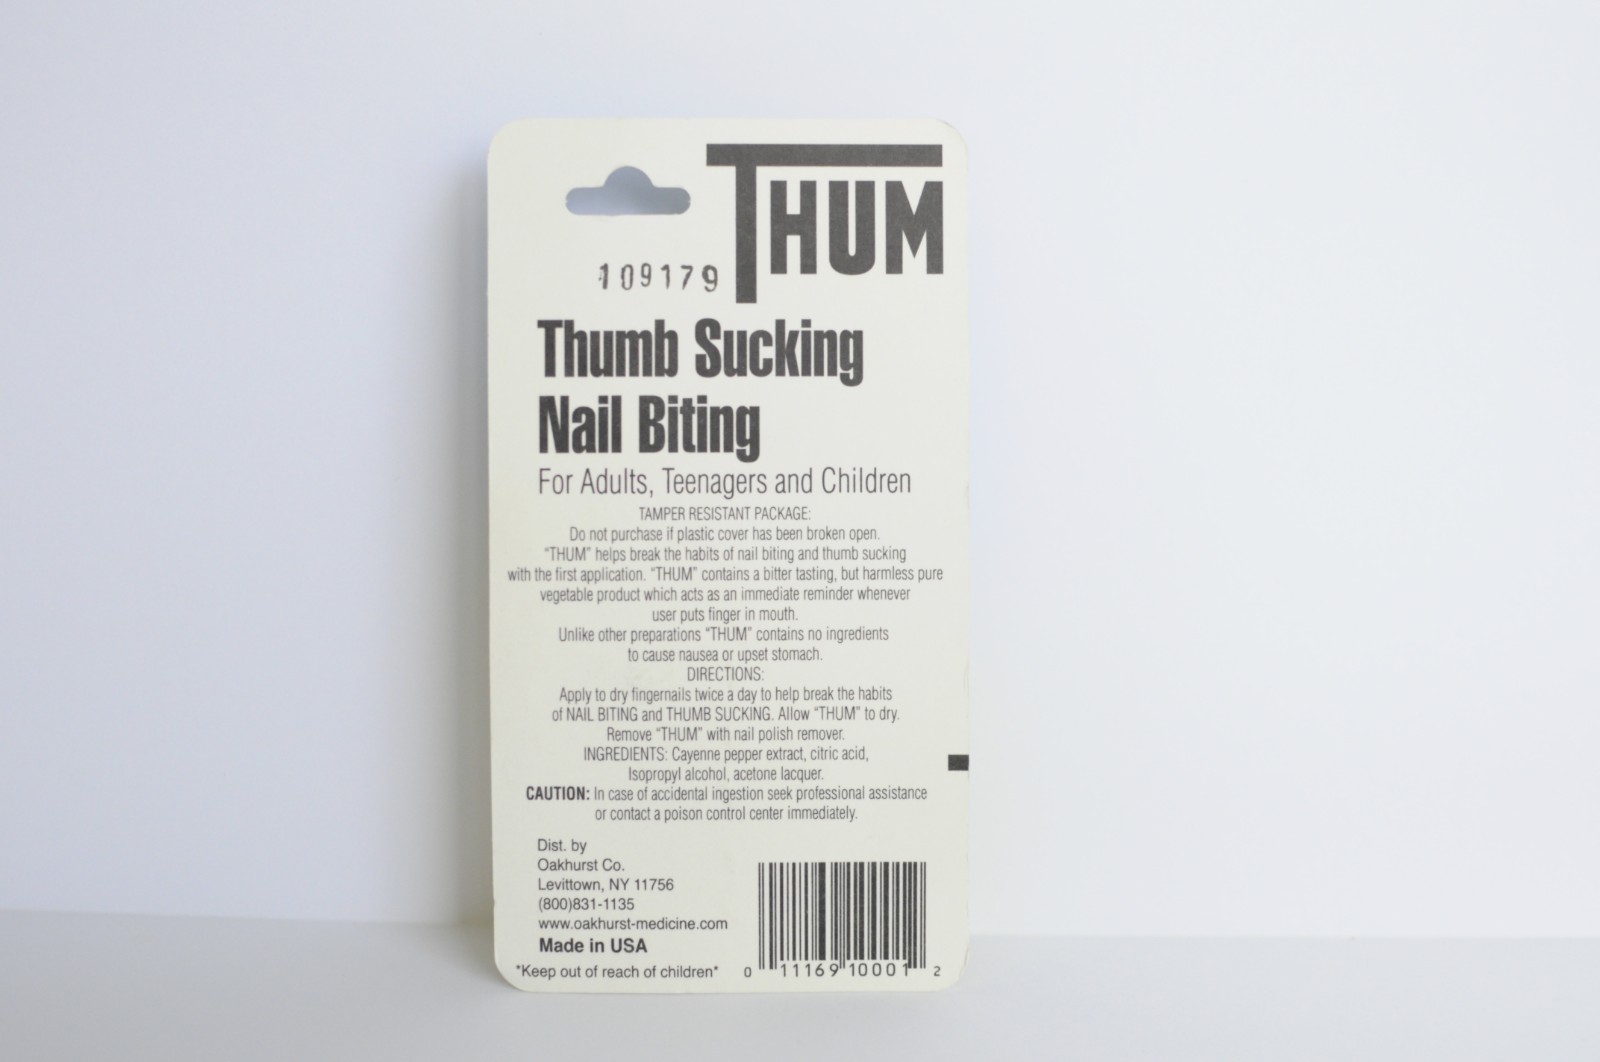 THUM
109179
Thumb Sucking
Nail Biting
For Adults, Teenagers and Children
TAMPER RESISTANT PACKAGE:
Do not purchase if plastic cover has been broken open.
“THUM” helps break the habits of nail biting and thumb sucking
with the first application. “THUM” contains a bitter tasting, but harmless pure
vegetable product which acts as an immediate reminder whenever
user puts finger in mouth.
Unlike other preparations “THUM” contains no ingredients
to cause nausea or upset stomach.
DIRECTIONS:
Apply to dry fingernails twice a day to help break the habits
of NAIL BITING and THUMB SUCKING. Allow “THUM” to dry.
Remove “THUM” with nail polish remover.
INGREDIENTS: Cayenne pepper extract, citric acid,
Isopropyl alcohol, acetone lacquer.
CAUTION: In case of accidental ingestion seek professional assistance
or contact a poison control center immediately.
Dist. by
Oakhurst Co.
Levittown, NY 11756
(800)831-1135
www.oakhurst-medicine.com
Made in USA
*Keep out of reach of children*
0 11169 10001 2